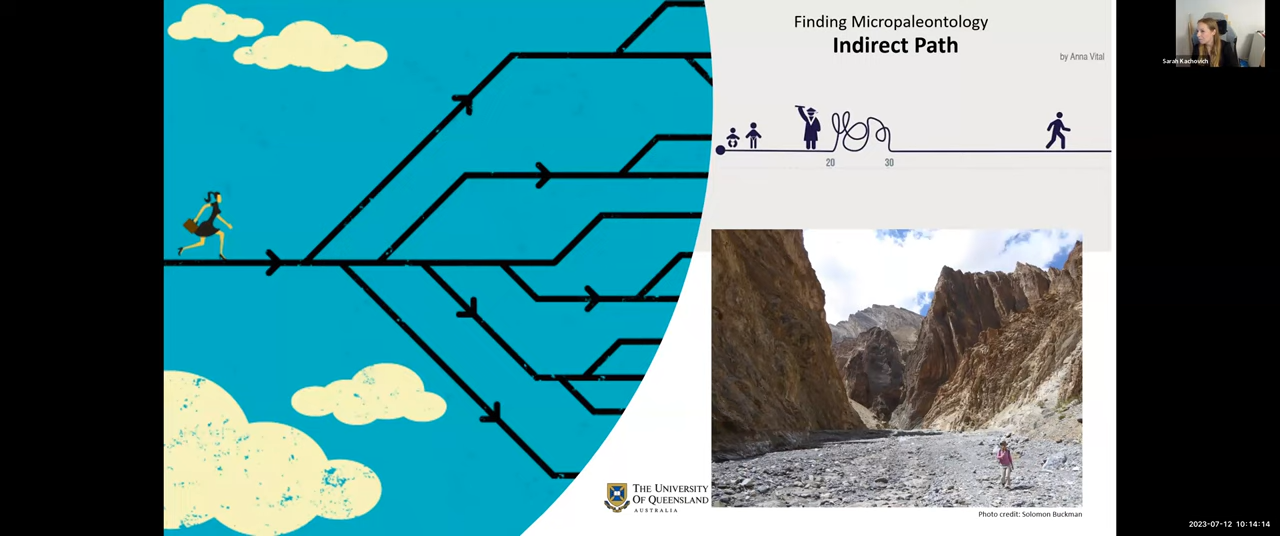 Finding Micropaleontology
Indirect Path
by Anna Vital
20 30
THE UNIVERSITY
OF QUEENSLAND
AUSTRALIA
Photo credit: Solomon Buckman
Sarah Kachovich
2023-07-12 10:14:14